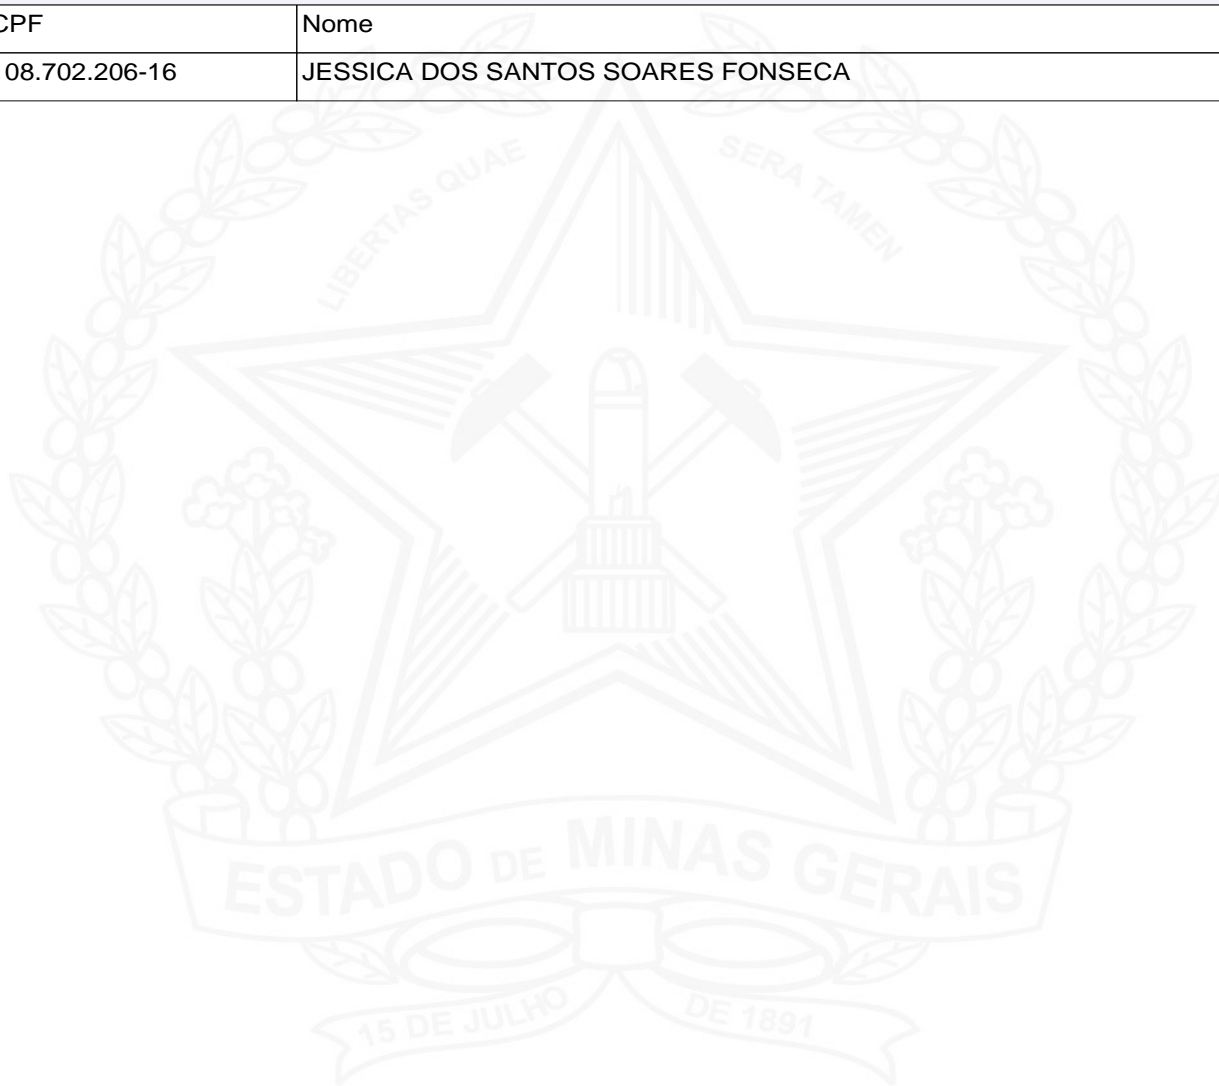 CPF Nome
08.702.206-16 JESSICA DOS SANTOS SOARES FONSECA
LIBERTAS QUAE SERA TAMEN
ESTADO DE MINAS GERAIS
15 DE JULHO DE 1891